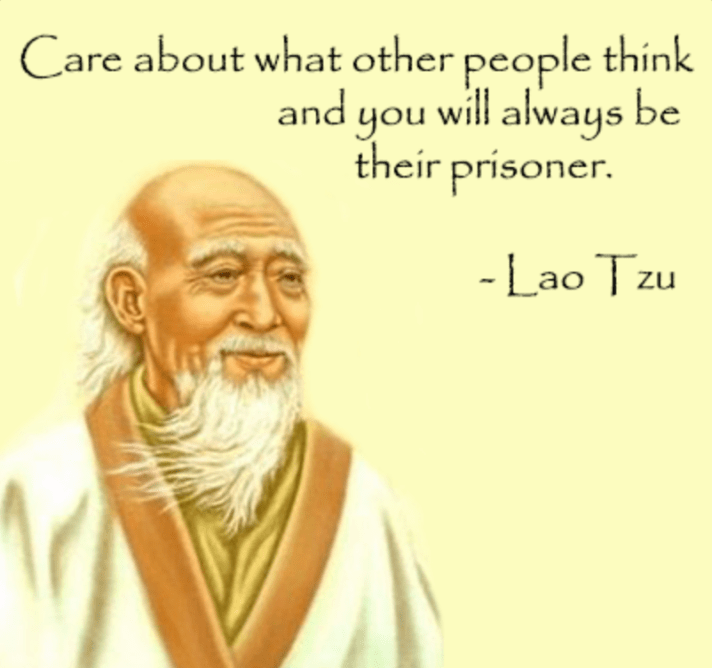 Care about what other people think
and you will always be
their prisoner.
- Lao Tzu